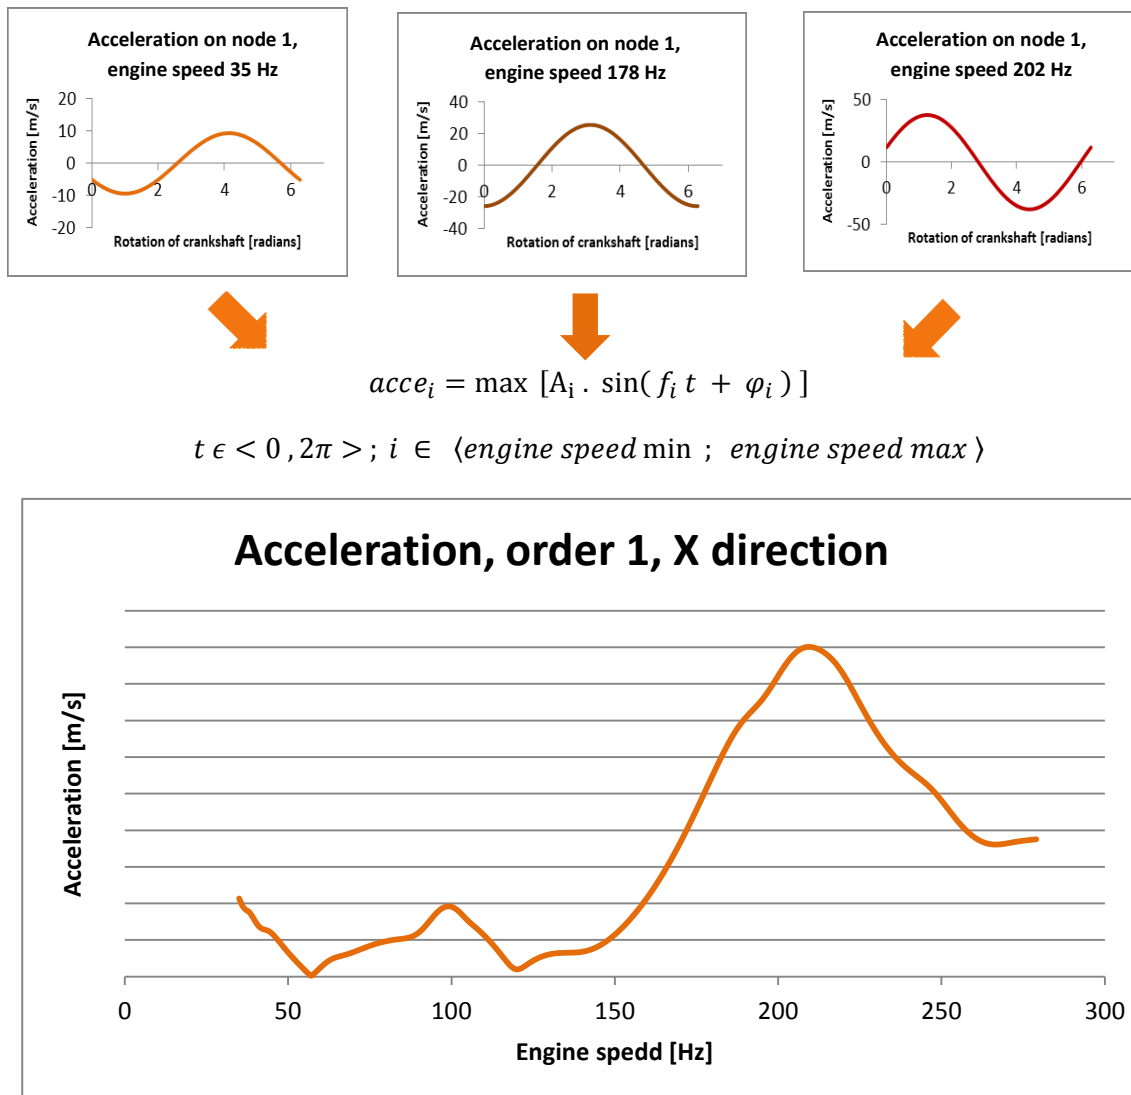 Acceleration on node 1,
engine speed 35 Hz
Acceleration [m/s]
20
10
0
-10
-20
0
2
4
6
Rotation of crankshaft [radians]
Acceleration on node 1,
engine speed 178 Hz
Acceleration [m/s]
40
20
0
-20
-40
0
2
4
6
Rotation of crankshaft [radians]
Acceleration on node 1,
engine speed 202 Hz
Acceleration [m/s]
50
0
-50
0
2
4
6
Rotation of crankshaft [radians]
acceᵢ = max [Aᵢ . sin( fᵢ t + φᵢ ) ]
t ϵ < 0 , 2π > ; i ∈ ⟨engine speed min ; engine speed max ⟩
Acceleration, order 1, X direction
Acceleration [m/s]
0
50
100
150
200
250
300
Engine spedd [Hz]